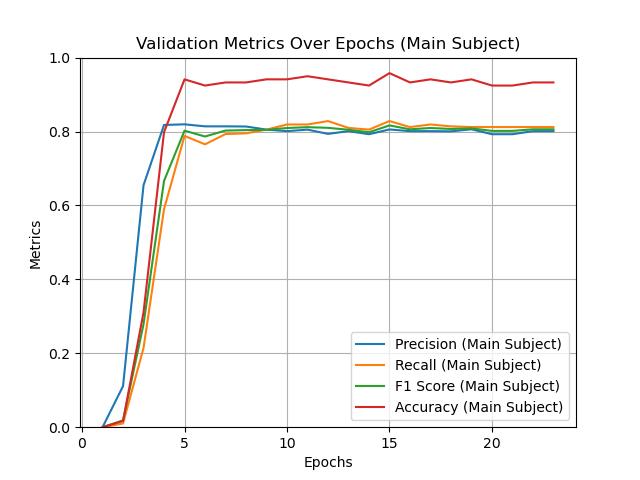 Validation Metrics Over Epochs (Main Subject)
1.0
0.8
0.6
0.4
0.2
0.0
Metrics
0
5
10
15
20
Epochs
Precision (Main Subject)
Recall (Main Subject)
F1 Score (Main Subject)
Accuracy (Main Subject)